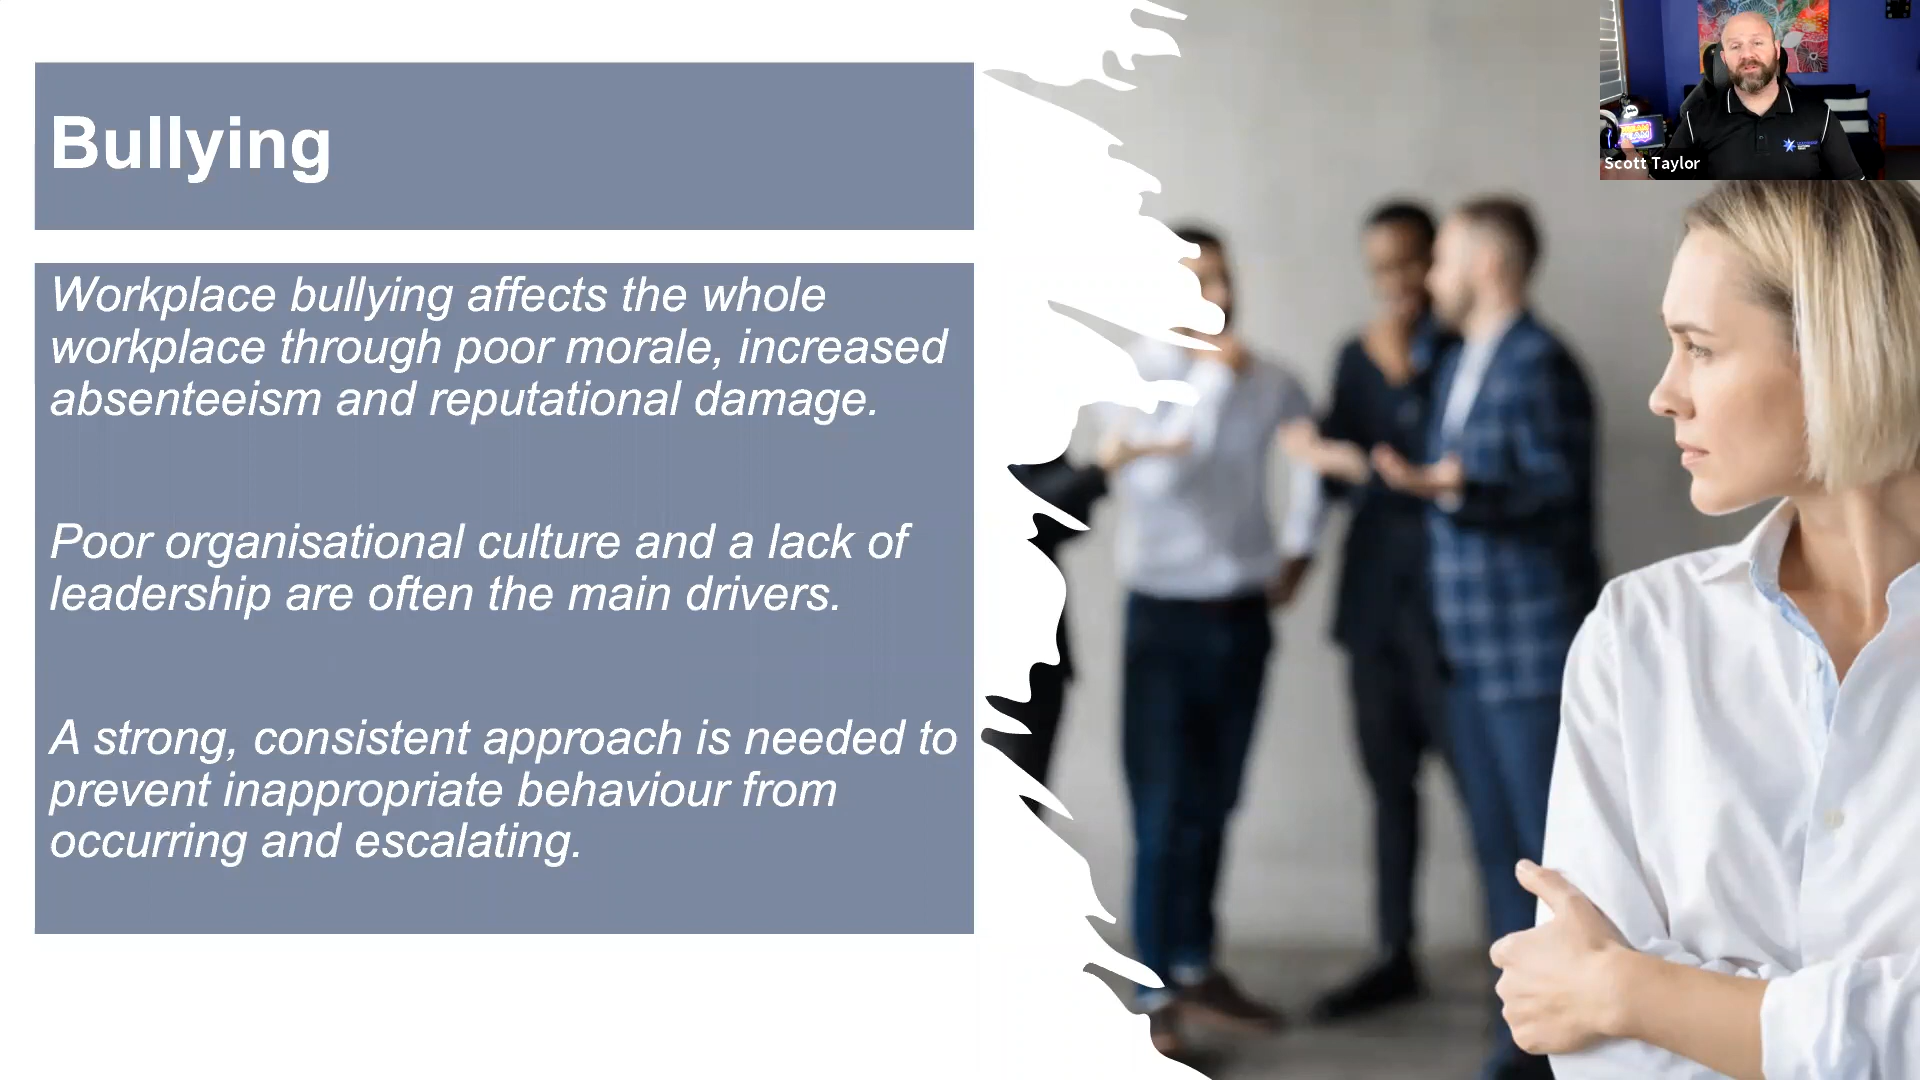 Bullying
Workplace bullying affects the whole
workplace through poor morale, increased
absenteeism and reputational damage.
Poor organisational culture and a lack of
leadership are often the main drivers.
A strong, consistent approach is needed to
prevent inappropriate behaviour from
occurring and escalating.
Scott Taylor